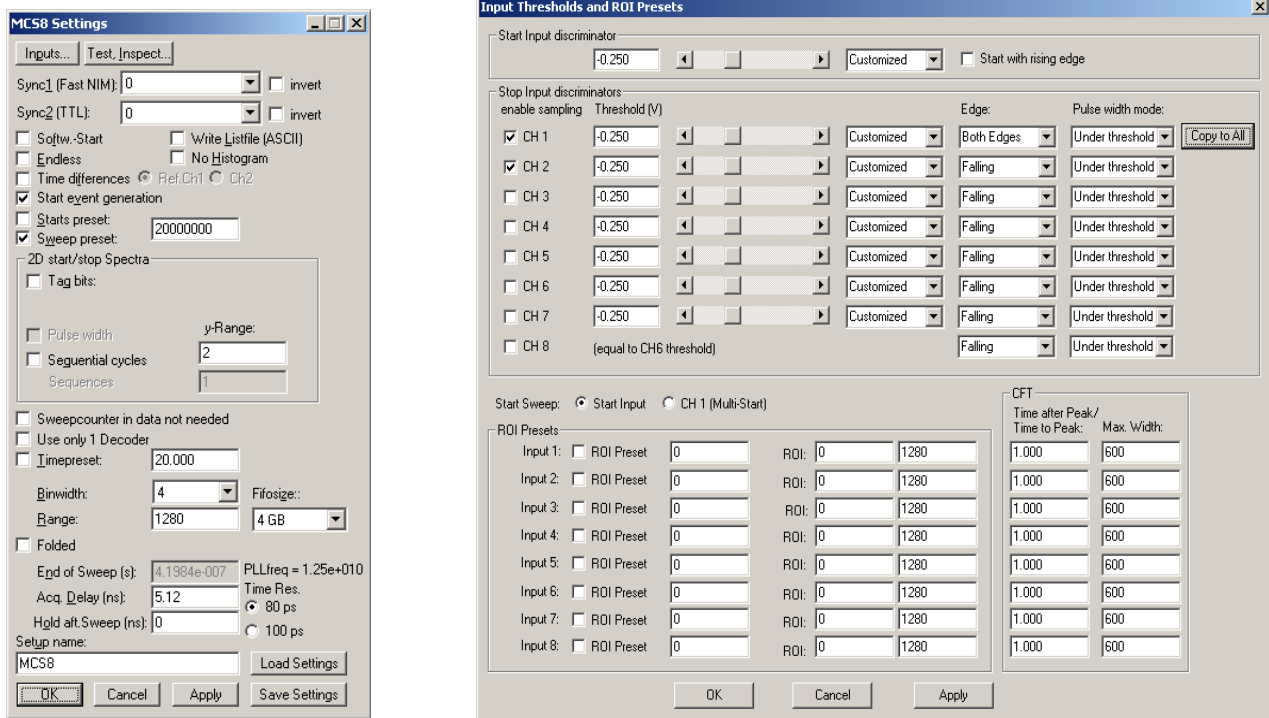 MCS8 Settings
Inputs... Test, Inspect...
Sync1 (Fast NIM): 0 invert
Sync2 (TTL): 0 invert
Softw.-Start Write Listfile (ASCII)
Endless No Histogram
Time differences Ref.Ch1 Ch2
Start event generation
Starts preset:
20000000
Sweep preset:
2D start/stop Spectra
Tag bits:
Pulse width y-Range:
Sequential cycles 2
Sequences 1
Sweepcounter in data not needed
Use only 1 Decoder
Timepreset: 20.000
Binwidth: 4 Fifosize::
Range: 1280 4 GB
Folded
End of Sweep (s): 4.1984e-007 PLLfreq = 1.25e+010
Acq. Delay (ns): 5.12 Time Res.
80 ps
Hold aft.Sweep (ns): 0 100 ps
Setup name:
MCS8 Load Settings
OK Cancel Apply Save Settings
Input Thresholds and ROI Presets
Start Input discriminator
-0.250 Customized Start with rising edge
Stop Input discriminators
enable sampling Threshold (V) Edge: Pulse width mode:
CH 1 -0.250 Customized Both Edges Under threshold Copy to All
CH 2 -0.250 Customized Falling Under threshold
CH 3 -0.250 Customized Falling Under threshold
CH 4 -0.250 Customized Falling Under threshold
CH 5 -0.250 Customized Falling Under threshold
CH 6 -0.250 Customized Falling Under threshold
CH 7 -0.250 Customized Falling Under threshold
CH 8 (equal to CH6 threshold) Falling Under threshold
Start Sweep: Start Input CH 1 (Multi-Start)
CFT
Time after Peak/
Time to Peak: Max. Width:
ROI Presets
Input 1: ROI Preset 0 ROI: 0 1280 1.000 600
Input 2: ROI Preset 0 ROI: 0 1280 1.000 600
Input 3: ROI Preset 0 ROI: 0 1280 1.000 600
Input 4: ROI Preset 0 ROI: 0 1280 1.000 600
Input 5: ROI Preset 0 ROI: 0 1280 1.000 600
Input 6: ROI Preset 0 ROI: 0 1280 1.000 600
Input 7: ROI Preset 0 ROI: 0 1280 1.000 600
Input 8: ROI Preset 0 ROI: 0 1280 1.000 600
OK Cancel Apply